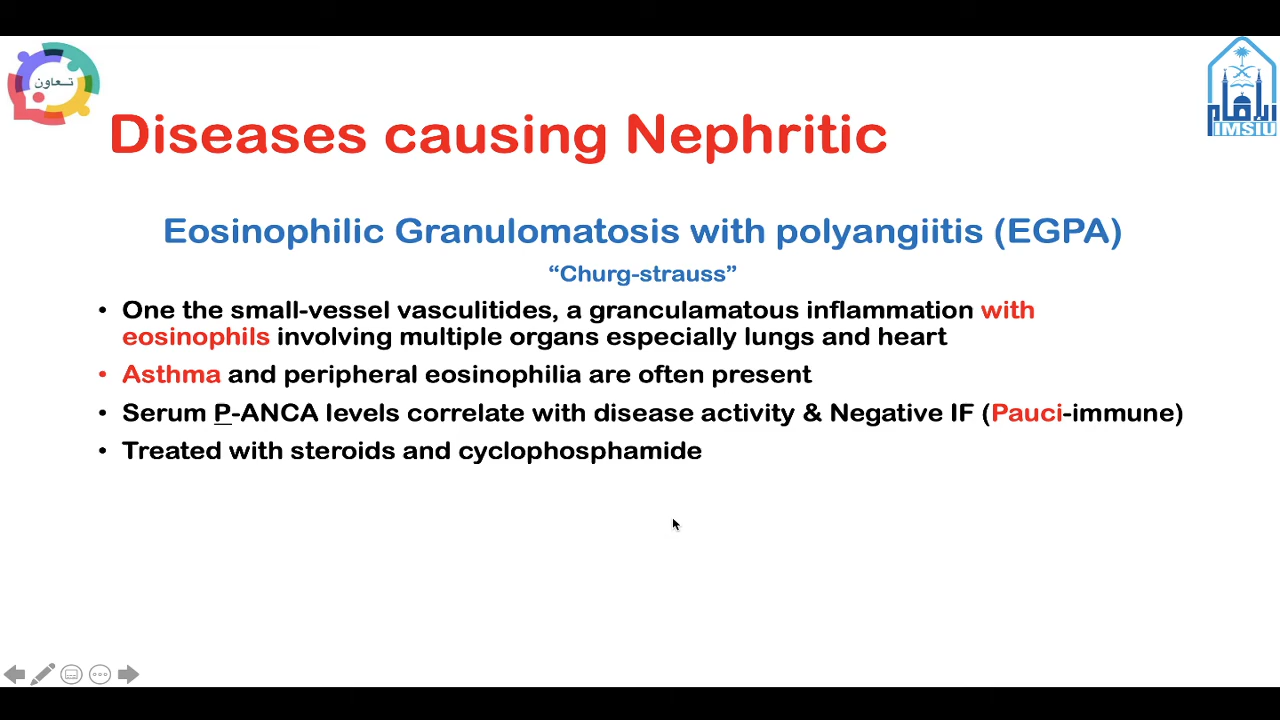 تعاون
IMSIU
Diseases causing Nephritic
Eosinophilic Granulomatosis with polyangiitis (EGPA)
“Churg-strauss”
• One the small-vessel vasculitides, a granculamatous inflammation with
eosinophils involving multiple organs especially lungs and heart
• Asthma and peripheral eosinophilia are often present
• Serum P-ANCA levels correlate with disease activity & Negative IF (Pauci-immune)
• Treated with steroids and cyclophosphamide